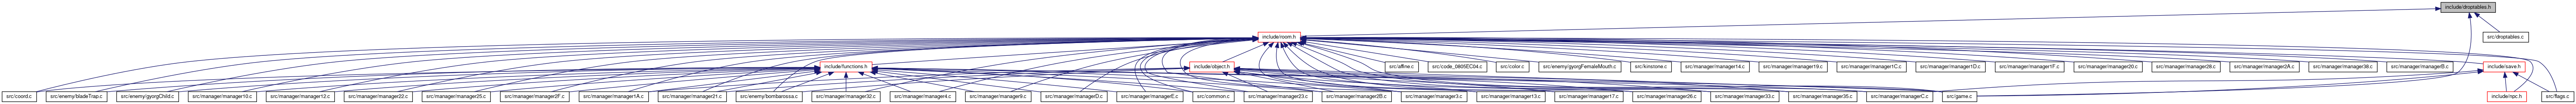 include/droptables.h
include/room.h
src/droptables.c
include/functions.h
include/object.h
src/affine.c
src/code_0805EC04.c
src/color.c
src/enemy/gyorgFemaleMouth.c
src/kinstone.c
src/manager/manager14.c
src/manager/manager19.c
src/manager/manager1C.c
src/manager/manager1D.c
src/manager/manager1F.c
src/manager/manager20.c
src/manager/manager28.c
src/manager/manager2A.c
src/manager/manager38.c
src/manager/managerB.c
include/save.h
src/coord.c
src/enemy/bladeTrap.c
src/enemy/gyorgChild.c
src/manager/manager10.c
src/manager/manager12.c
src/manager/manager22.c
src/manager/manager25.c
src/manager/manager2F.c
src/manager/manager1A.c
src/manager/manager21.c
src/enemy/bombarossa.c
src/manager/manager32.c
src/manager/manager4.c
src/manager/manager9.c
src/manager/managerD.c
src/manager/managerE.c
src/common.c
src/manager/manager23.c
src/manager/manager2B.c
src/manager/manager3.c
src/manager/manager13.c
src/manager/manager17.c
src/manager/manager26.c
src/manager/manager33.c
src/manager/manager35.c
src/manager/managerC.c
src/game.c
include/npc.h
src/flags.c